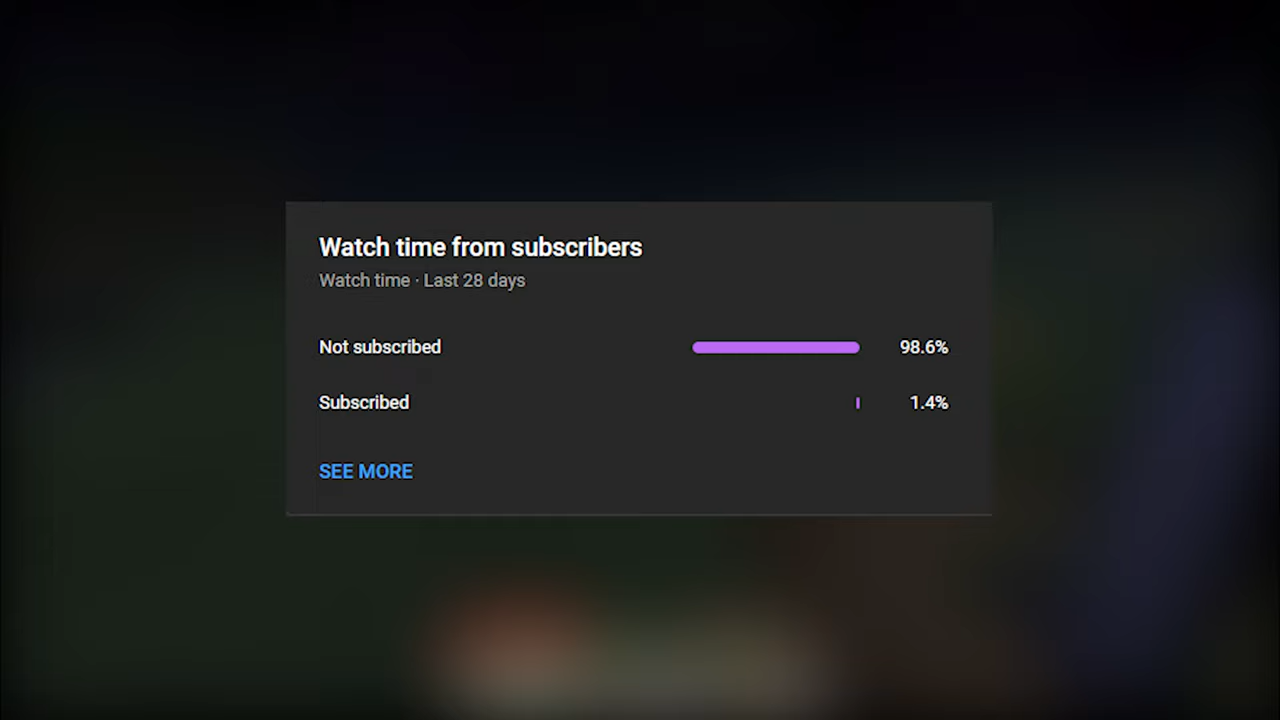 Watch time from subscribers
Watch time · Last 28 days
Not subscribed 98.6%
Subscribed 1.4%
SEE MORE